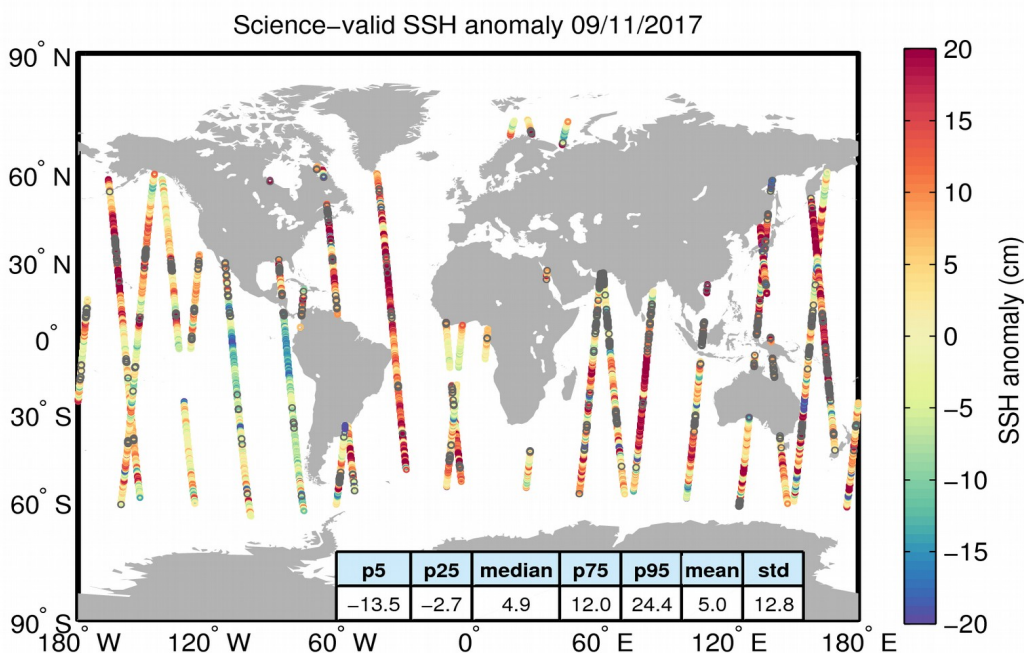 Science−valid SSH anomaly 09/11/2017
90° N
60° N
30° N
0°
30° S
60° S
90° S
180° W
120° W
60° W
0°
60° E
120° E
180° E
p5 p25 median p75 p95 mean std
−13.5 −2.7 4.9 12.0 24.4 5.0 12.8
20
15
10
5
0
−5
−10
−15
−20
SSH anomaly (cm)